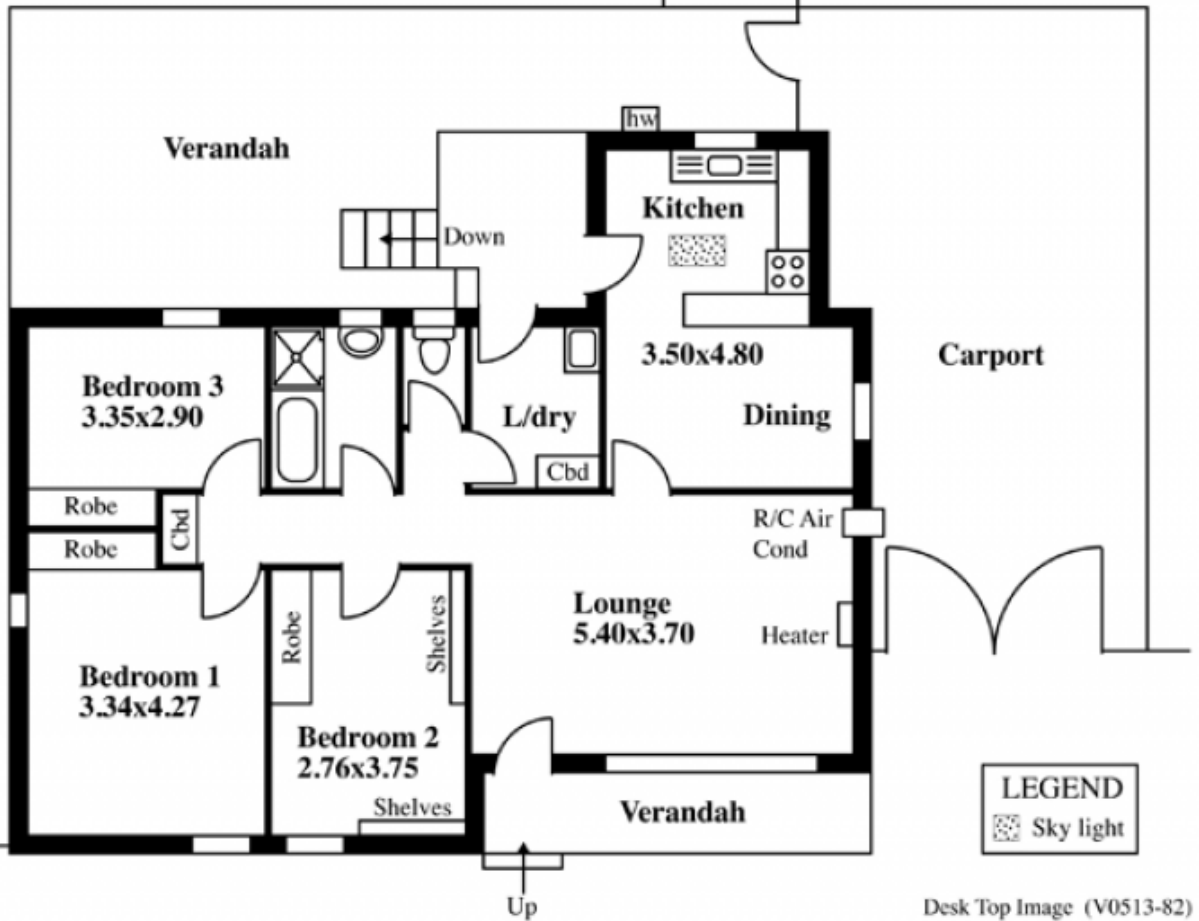 hw
Verandah
Kitchen
Down
3.50x4.80
Carport
Bedroom 3
3.35x2.90
L/dry
Dining
Cbd
Robe
Cbd
R/C Air
Cond
Robe
Lounge
5.40x3.70
Robe
Shelves
Heater
Bedroom 1
3.34x4.27
Bedroom 2
2.76x3.75
Shelves
Verandah
LEGEND
Sky light
Up
Desk Top Image (V0513-82)